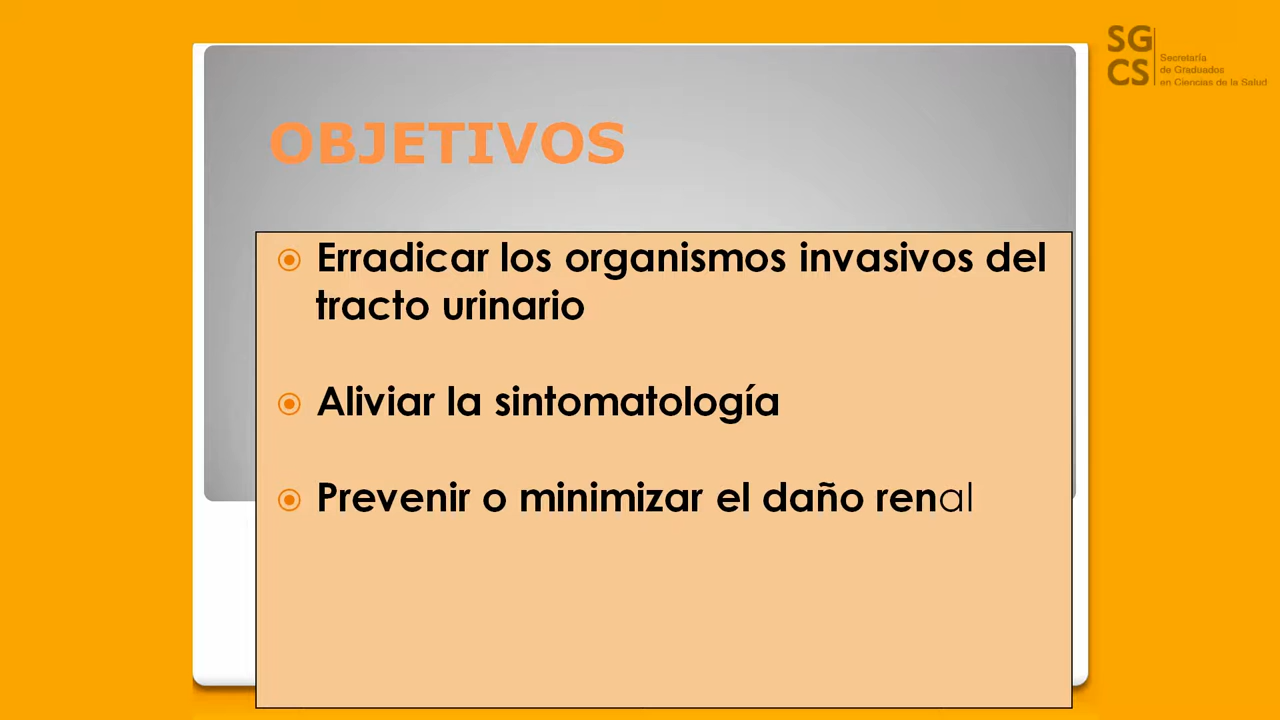 SG
CS
Secretaría
de Graduados
en Ciencias de la Salud
OBJETIVOS
Erradicar los organismos invasivos del
tracto urinario
Aliviar la sintomatología
Prevenir o minimizar el daño renal